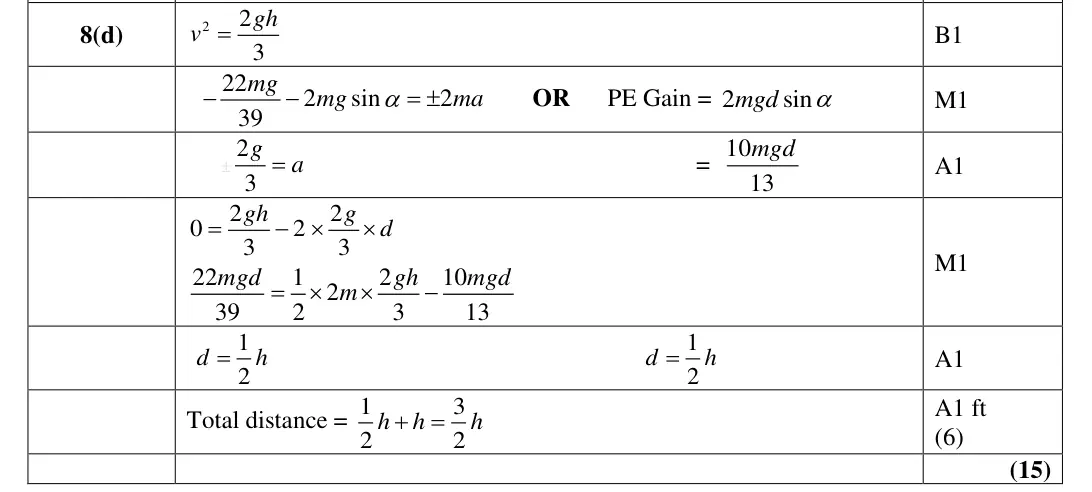 8(d) v² = 2gh/3 B1
−22mg/39 − 2mg sin α = ±2ma OR PE Gain = 2mgd sin α M1
±2g/3 = a = 10mgd/13 A1
0 = 2gh/3 − 2 × 2g/3 × d
22mgd/39 = 1/2 × 2m × 2gh/3 − 10mgd/13 M1
d = 1/2 h d = 1/2 h A1
Total distance = 1/2 h + h = 3/2 h A1 ft
(6)
(15)